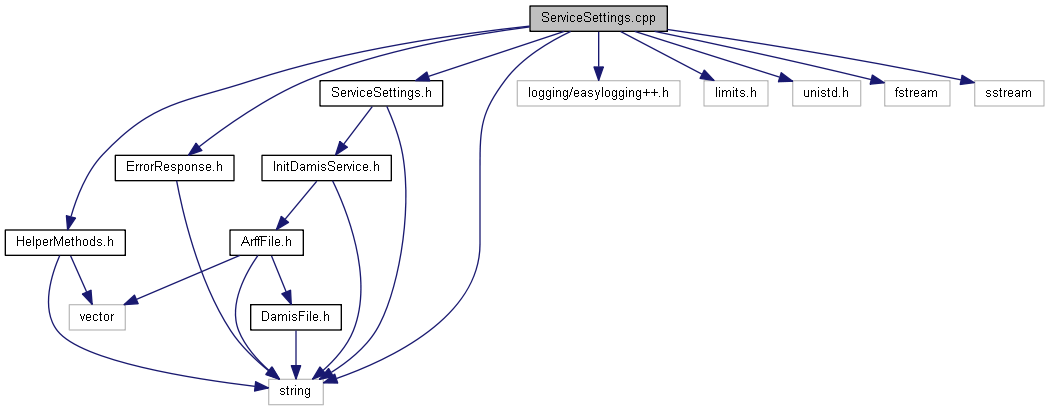 ServiceSettings.cpp
ServiceSettings.h
logging/easylogging++.h
limits.h
unistd.h
fstream
sstream
ErrorResponse.h
InitDamisService.h
HelperMethods.h
ArffFile.h
vector
DamisFile.h
string